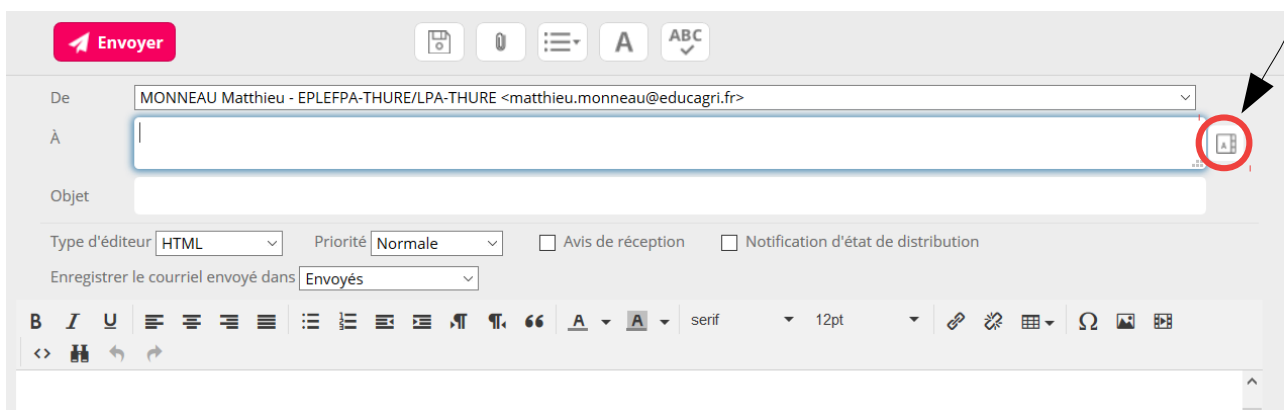 Envoyer A ABC
De MONNEAU Matthieu - EPLEFPA-THURE/LPA-THURE <matthieu.monneau@educagri.fr>
À A
Objet
Type d'éditeur HTML Priorité Normale Avis de réception Notification d'état de distribution
Enregistrer le courriel envoyé dans Envoyés
B I U A A serif 12pt Ω